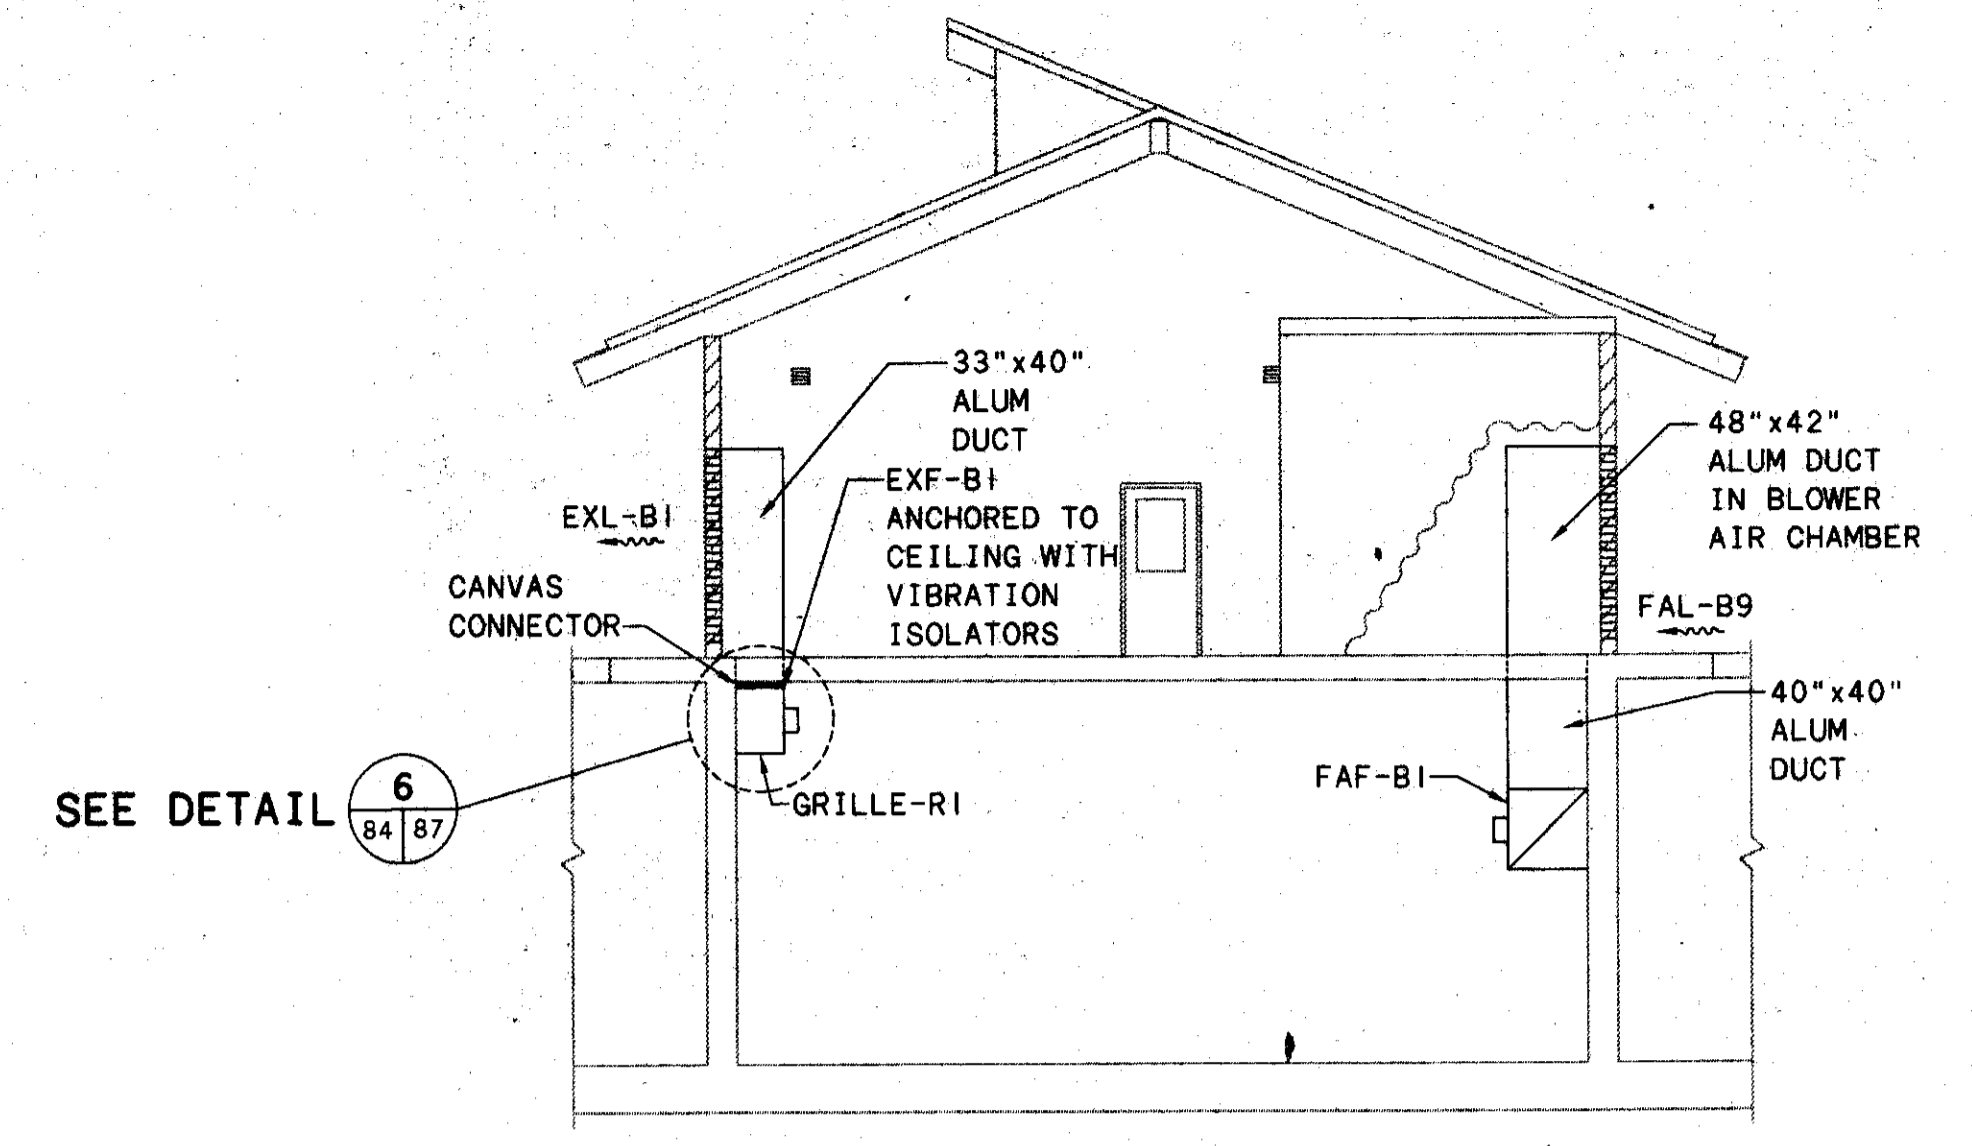 33"x40"
ALUM
DUCT
EXF-B1
ANCHORED TO
CEILING WITH
VIBRATION
ISOLATORS
EXL-B1
CANVAS
CONNECTOR
48"x42"
ALUM DUCT
IN BLOWER
AIR CHAMBER
FAL-B9
40"x40"
ALUM
DUCT
FAF-B1
GRILLE-R1
SEE DETAIL
6
84 87